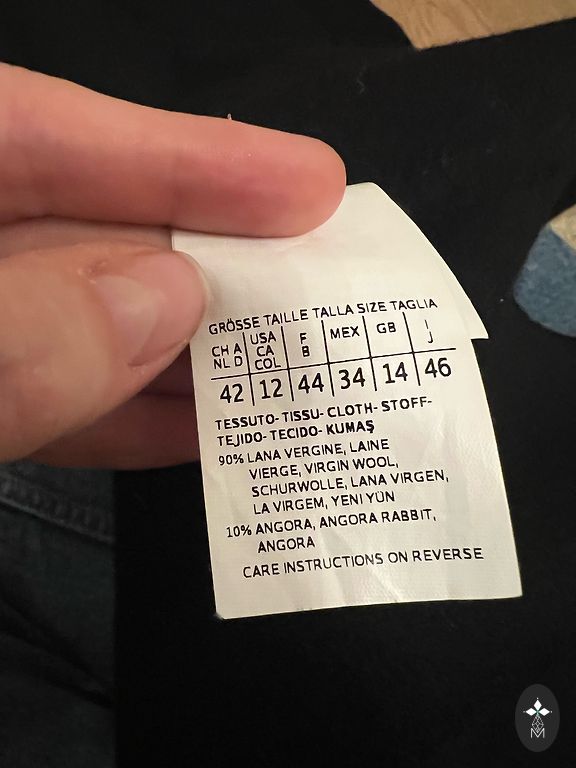 GRÖSSE TAILLE TALLA SIZE TAGLIA
CH A NL D | USA CA COL | F B | MEX | GB | I J
42 | 12 | 44 | 34 | 14 | 46
TESSUTO- TISSU- CLOTH- STOFF-
TEJIDO- TECIDO- KUMAŞ
90% LANA VERGINE, LAINE
VIERGE, VIRGIN WOOL,
SCHURWOLLE, LANA VIRGEN,
LA VIRGEM, YENI YÜN
10% ANGORA, ANGORA RABBIT,
ANGORA
CARE INSTRUCTIONS ON REVERSE
M